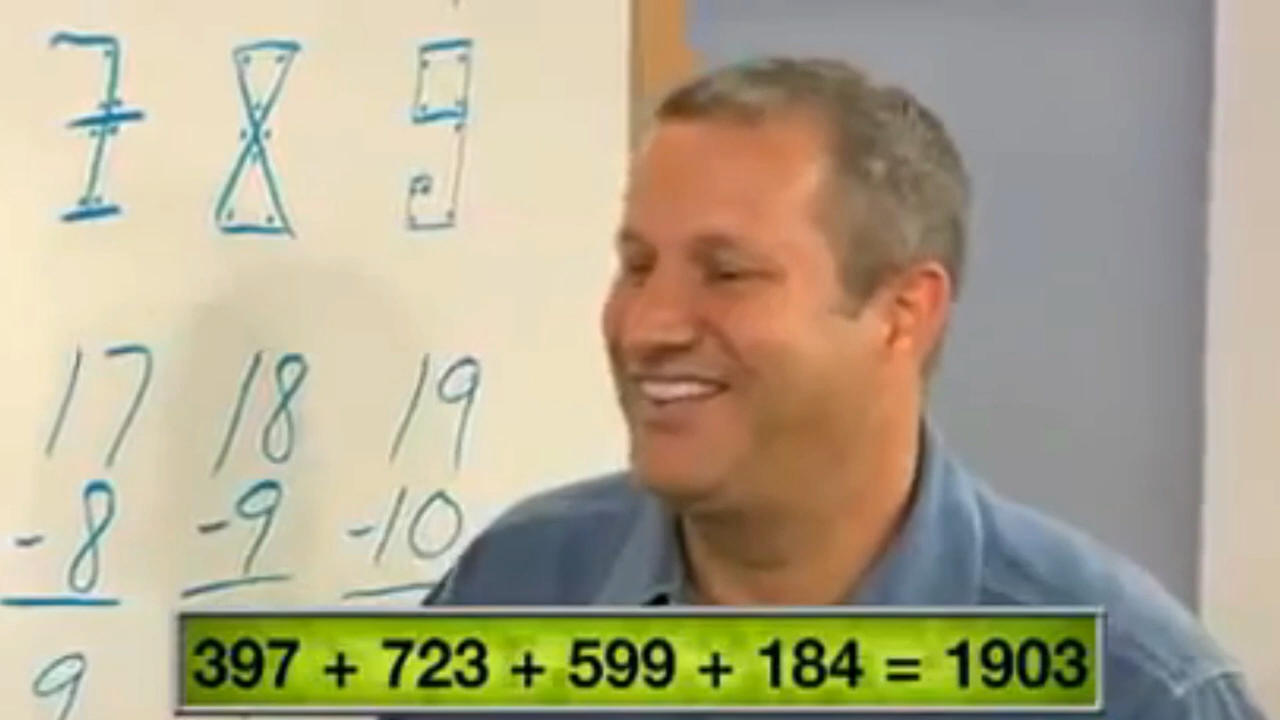 7 8 9
17 18 19
-8 -9 -10
9
397 + 723 + 599 + 184 = 1903